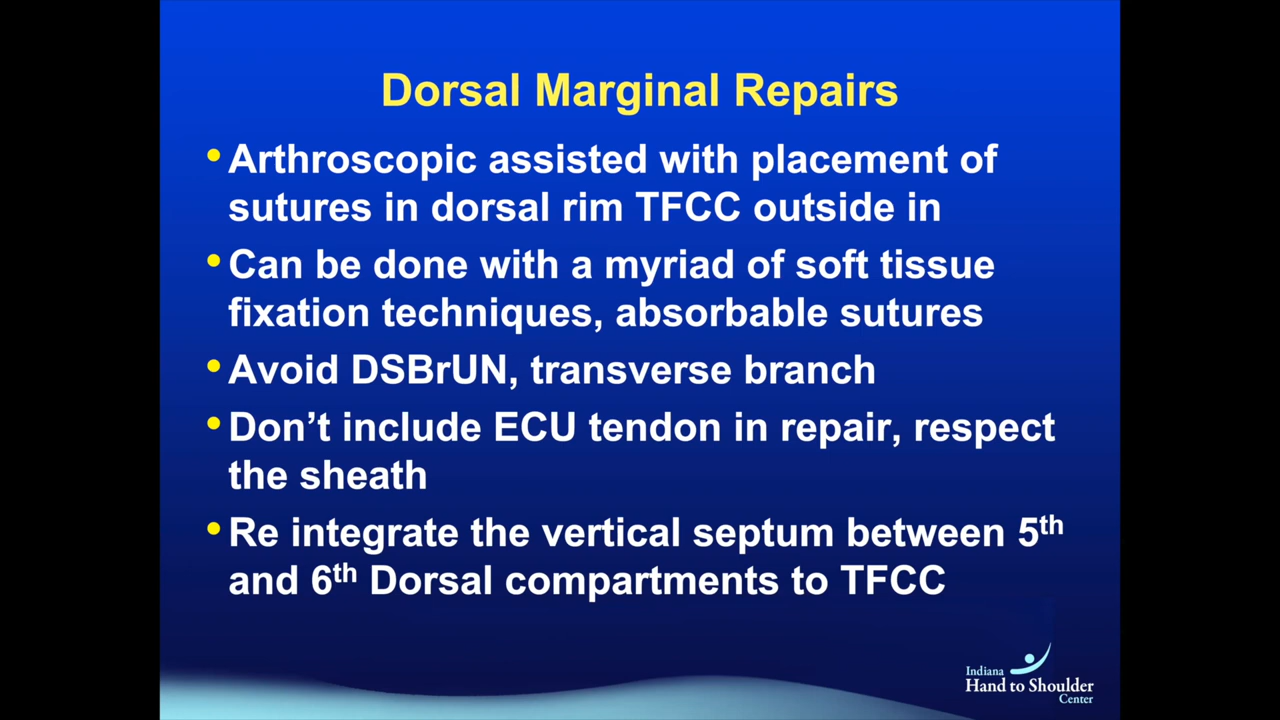 Dorsal Marginal Repairs
• Arthroscopic assisted with placement of
sutures in dorsal rim TFCC outside in
• Can be done with a myriad of soft tissue
fixation techniques, absorbable sutures
• Avoid DSBrUN, transverse branch
• Don’t include ECU tendon in repair, respect
the sheath
• Re integrate the vertical septum between 5th
and 6th Dorsal compartments to TFCC
Indiana
Hand to Shoulder
Center